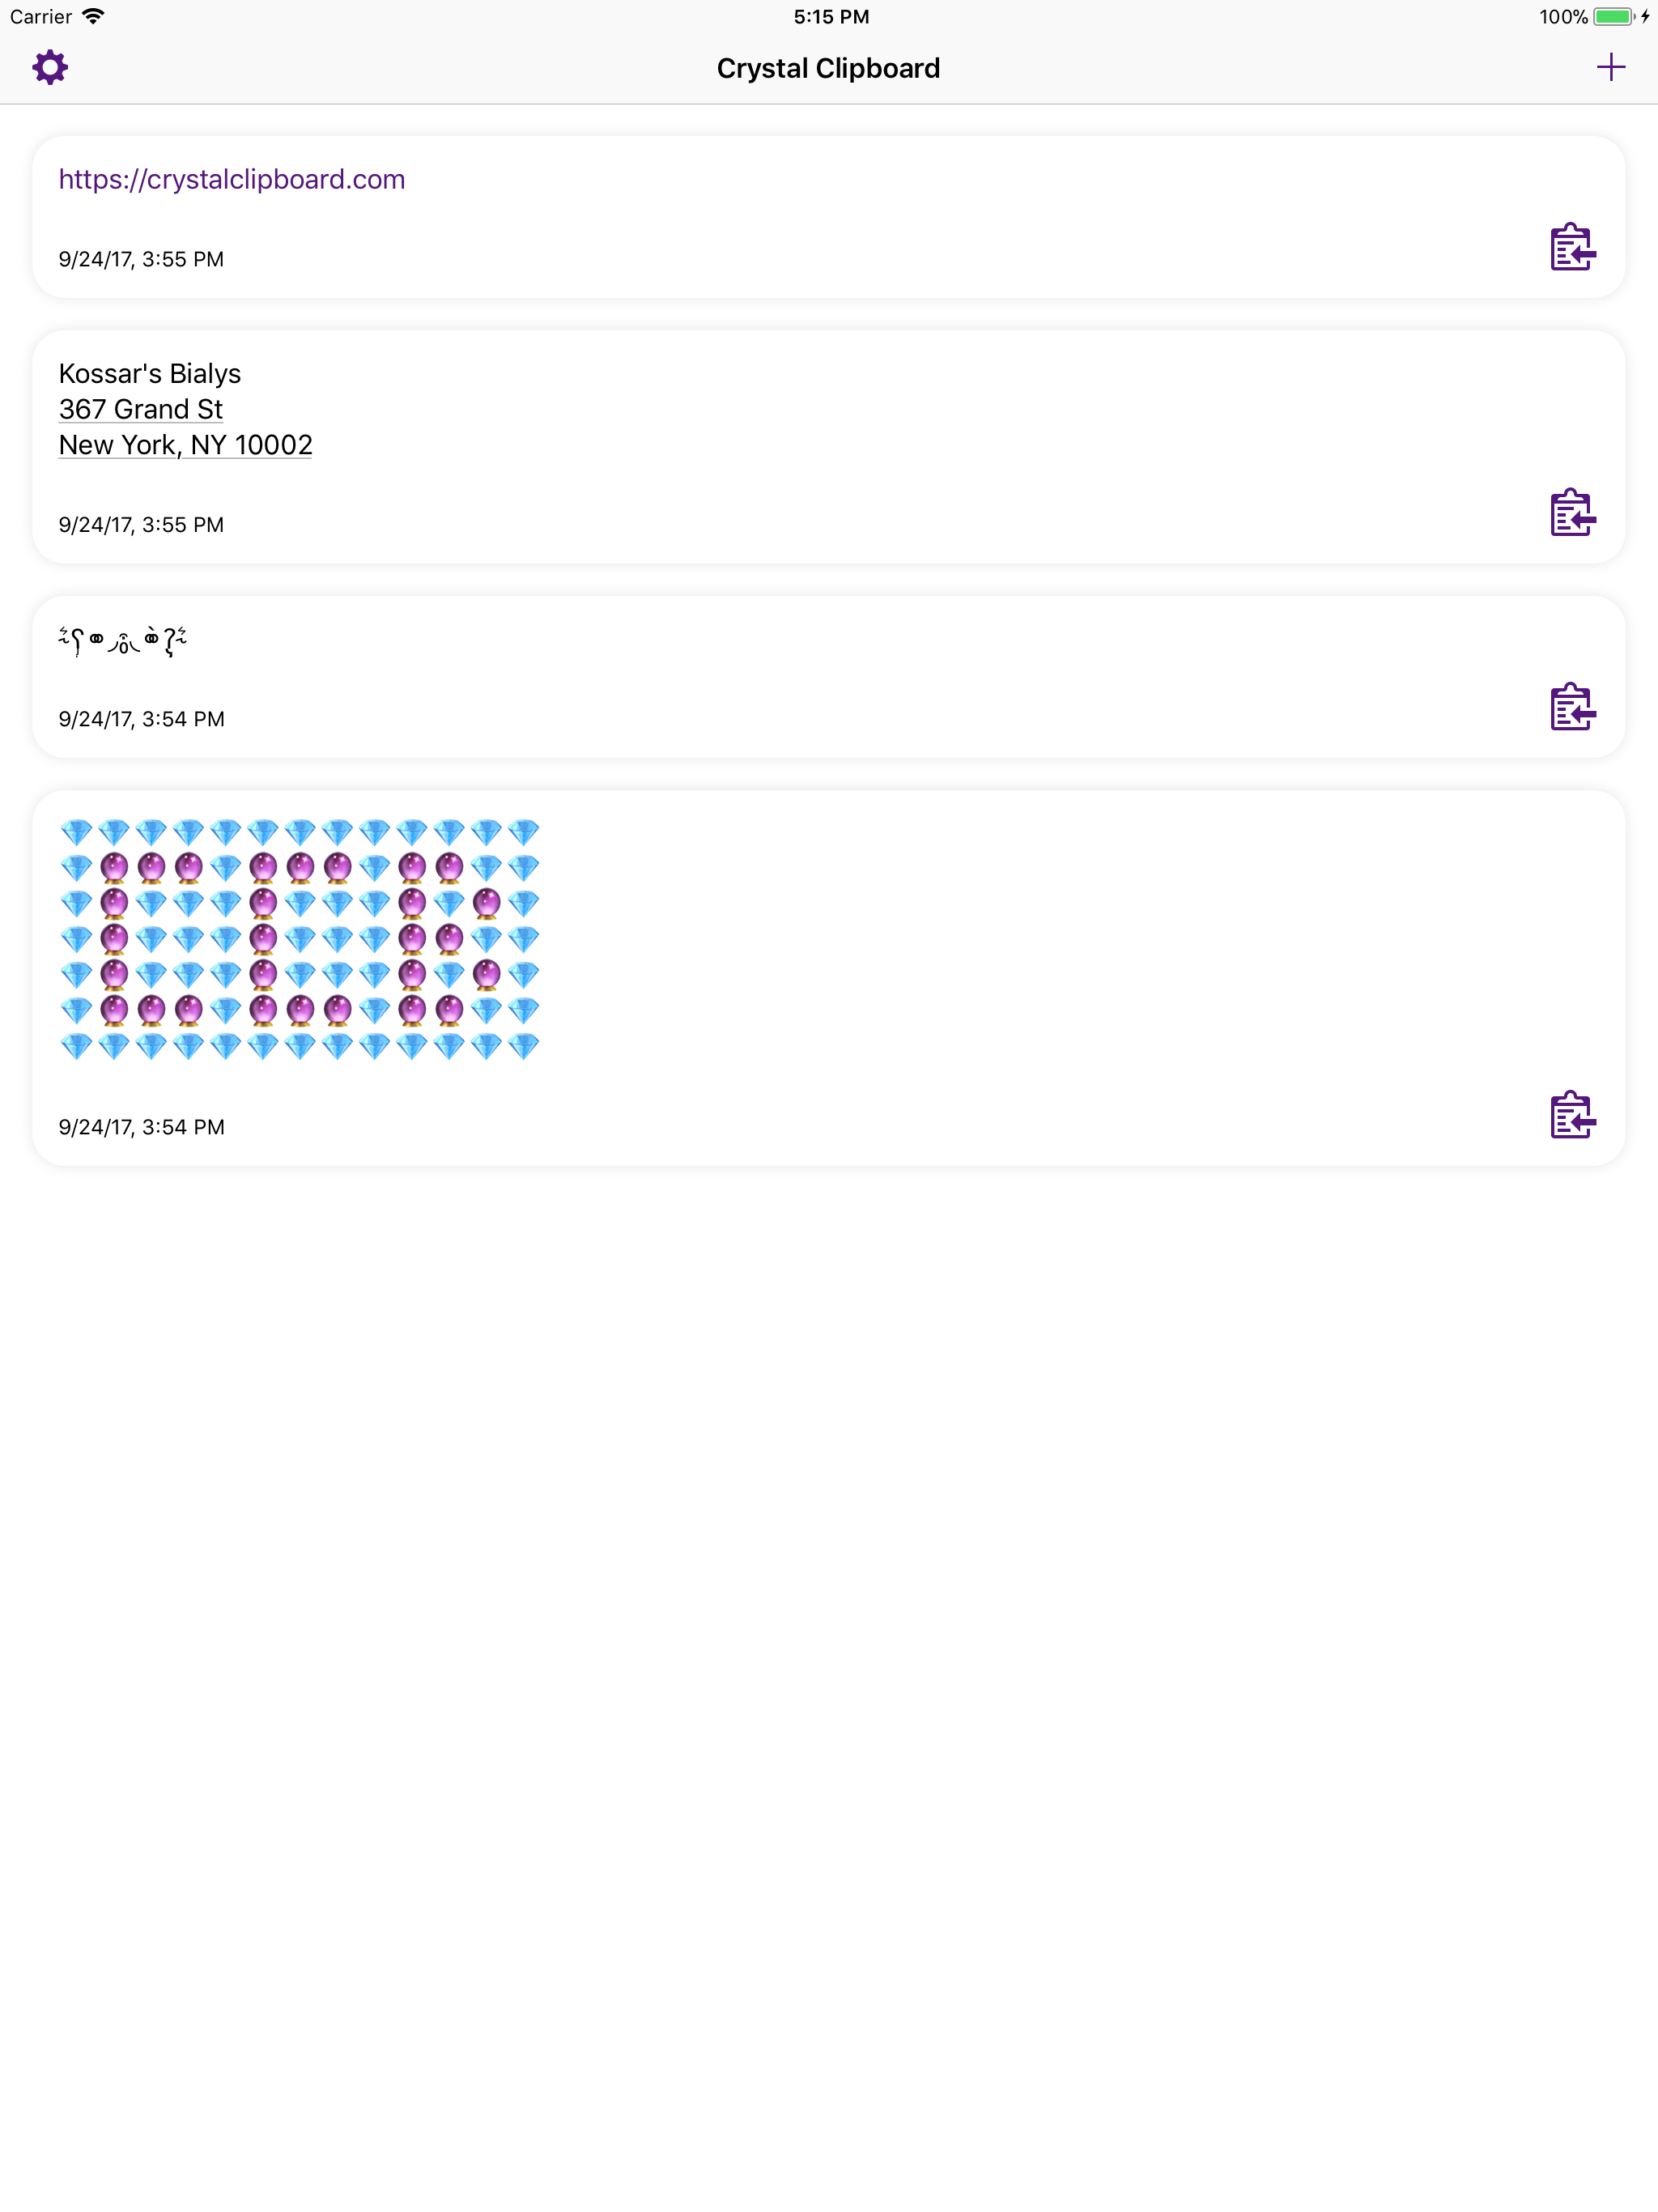 Carrier 5:15 PM 100%
Crystal Clipboard
https://crystalclipboard.com
9/24/17, 3:55 PM
Kossar's Bialys
367 Grand St
New York, NY 10002
9/24/17, 3:55 PM
9/24/17, 3:54 PM
💎💎💎💎💎💎💎💎💎💎💎💎💎
💎🔮🔮🔮💎🔮🔮🔮💎🔮🔮💎💎
💎🔮💎💎💎🔮💎💎💎🔮💎🔮💎
💎🔮💎💎💎🔮💎💎💎🔮🔮💎💎
💎🔮💎💎💎🔮💎💎💎🔮💎🔮💎
💎🔮🔮🔮💎🔮🔮🔮💎🔮🔮💎💎
💎💎💎💎💎💎💎💎💎💎💎💎💎
9/24/17, 3:54 PM